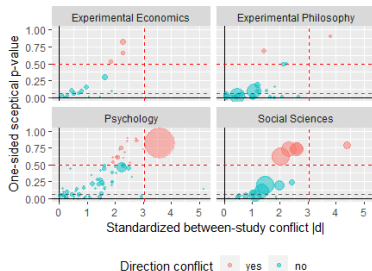 Experimental Economics Experimental Philosophy
1.00
0.75
0.50
0.25
0.00
Psychology Social Sciences
1.00
0.75
0.50
0.25
0.00
0 1 2 3 4 5 0 1 2 3 4 5
One-sided sceptical p-value
Standardized between-study conflict |d|
Direction conflict yes no